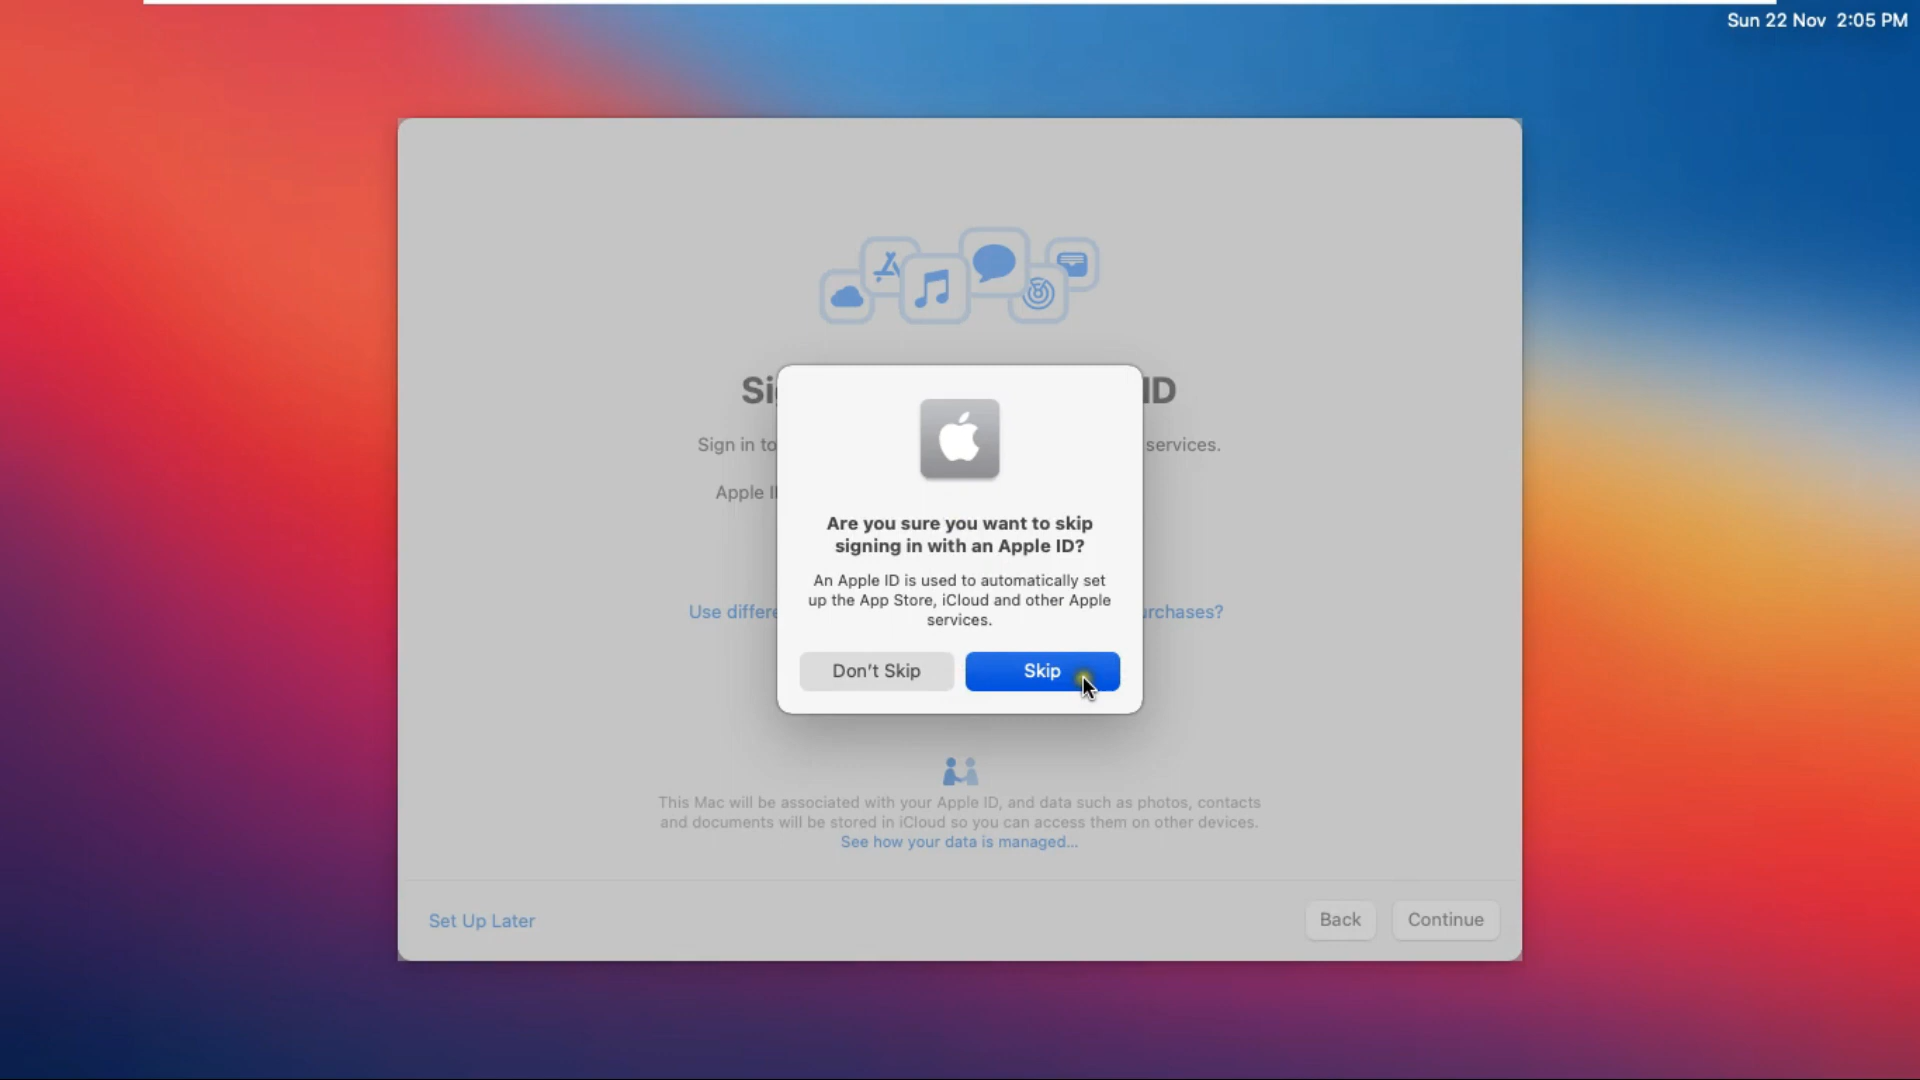 Sun 22 Nov 2:05 PM
ID
Sign in to
services.
Apple
Are you sure you want to skip
signing in with an Apple ID?
An Apple ID is used to automatically set
up the App Store, iCloud and other Apple
services.
Use
Don't Skip
Skip
This Mac will be associated with your Apple ID, and data such as photos, contacts
and documents will be stored in iCloud so you can access them on other devices.
See how your data is managed...
Set Up Later
Back
Continue